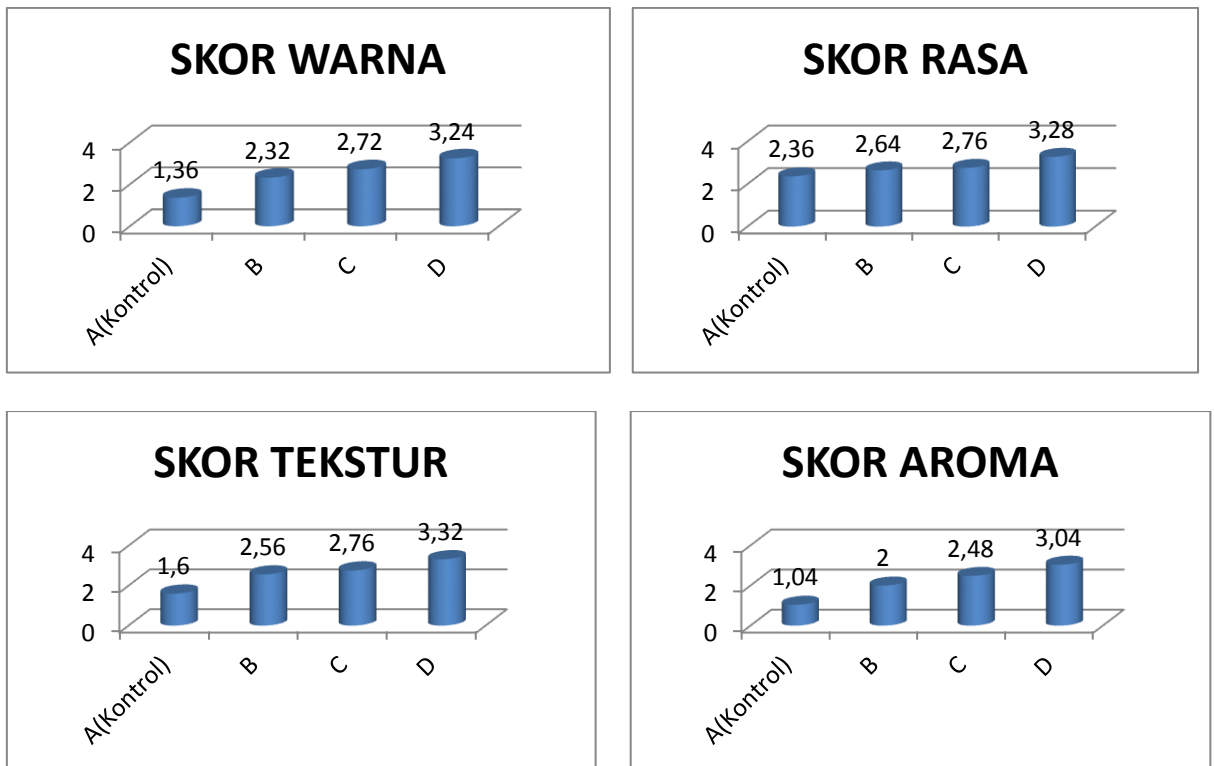 SKOR WARNA
4
2
0
1,36
2,32
2,72
3,24
A(Kontrol)
B
C
D
SKOR RASA
4
2
0
2,36
2,64
2,76
3,28
A(Kontrol)
B
C
D
SKOR TEKSTUR
4
2
0
1,6
2,56
2,76
3,32
A(Kontrol)
B
C
D
SKOR AROMA
4
2
0
1,04
2
2,48
3,04
A(Kontrol)
B
C
D